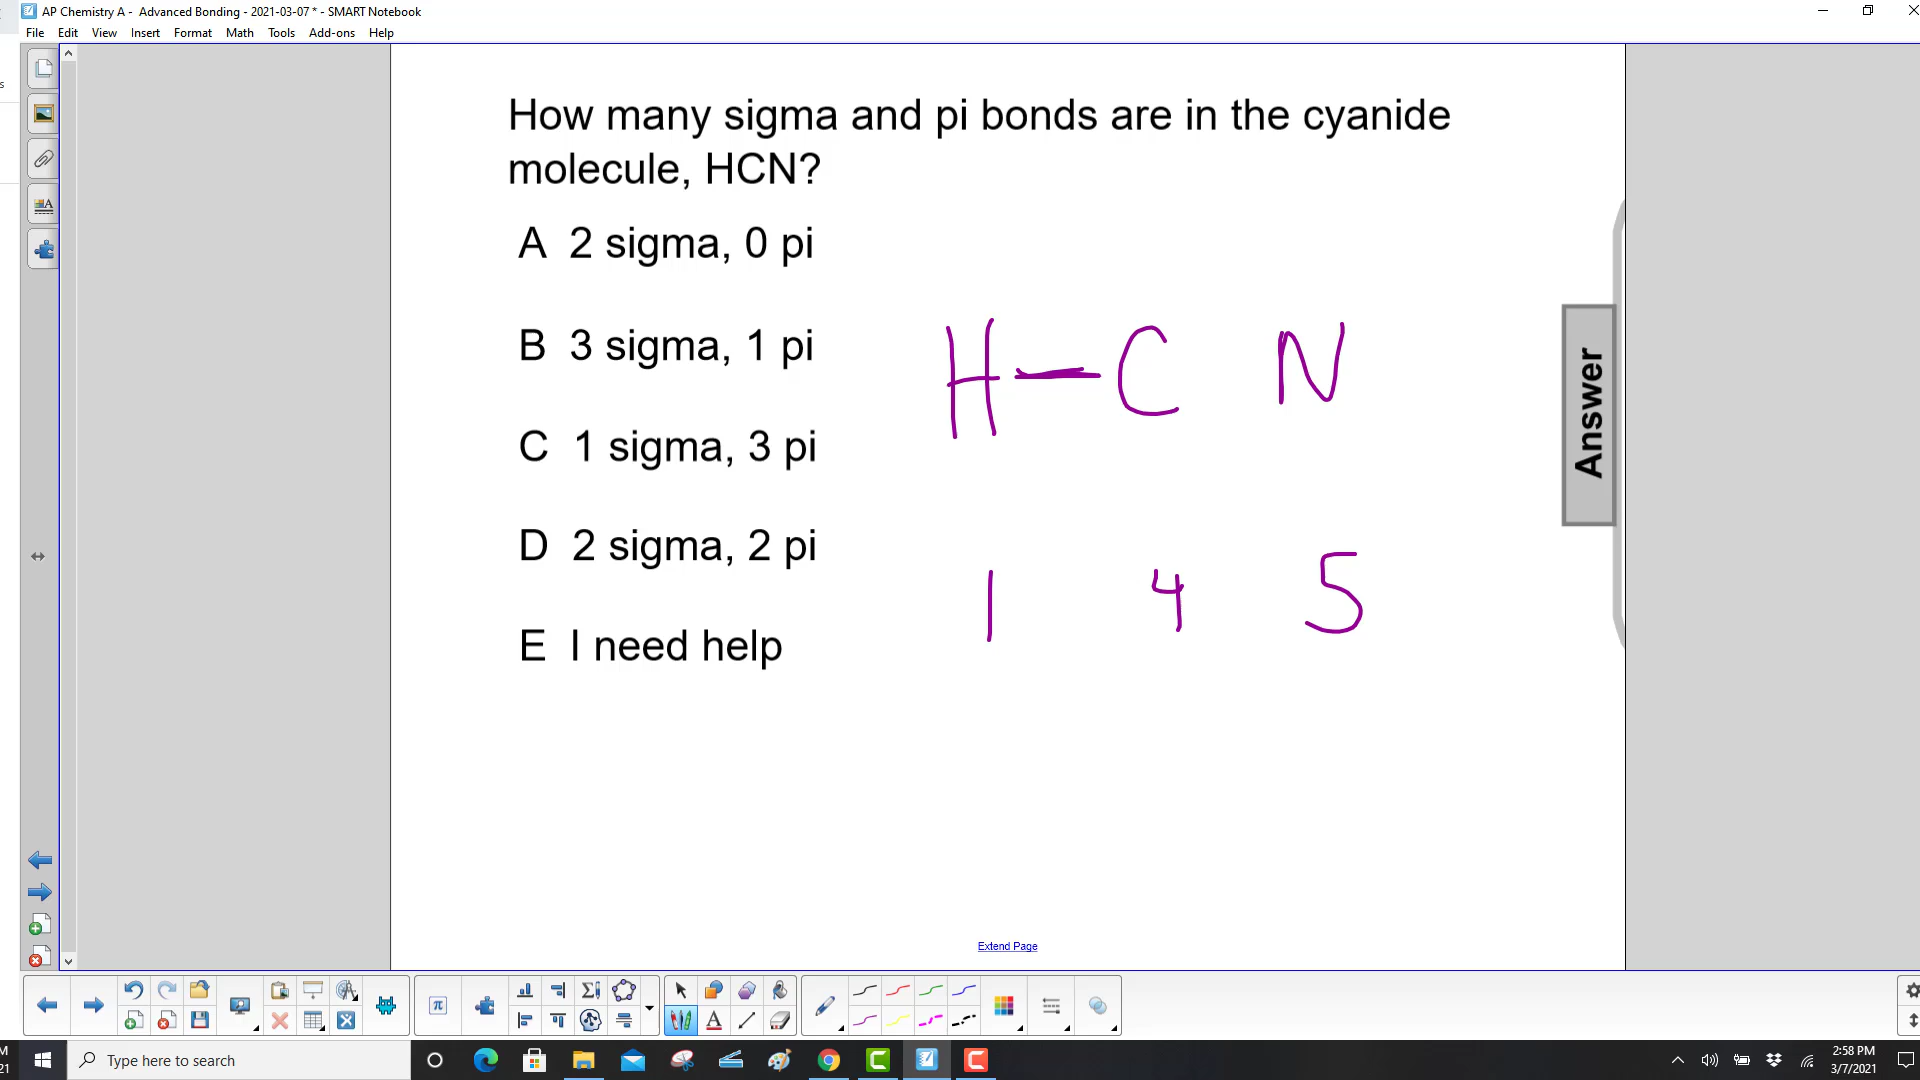 AP Chemistry A - Advanced Bonding - 2021-03-07 * - SMART Notebook
File Edit View Insert Format Math Tools Add-ons Help
s
How many sigma and pi bonds are in the cyanide
molecule, HCN?
A 2 sigma, 0 pi
B 3 sigma, 1 pi
C 1 sigma, 3 pi
D 2 sigma, 2 pi
E I need help
H — C N
1 4 5
Answer
Extend Page
π
A
M
21
Type here to search
2:58 PM
3/7/2021